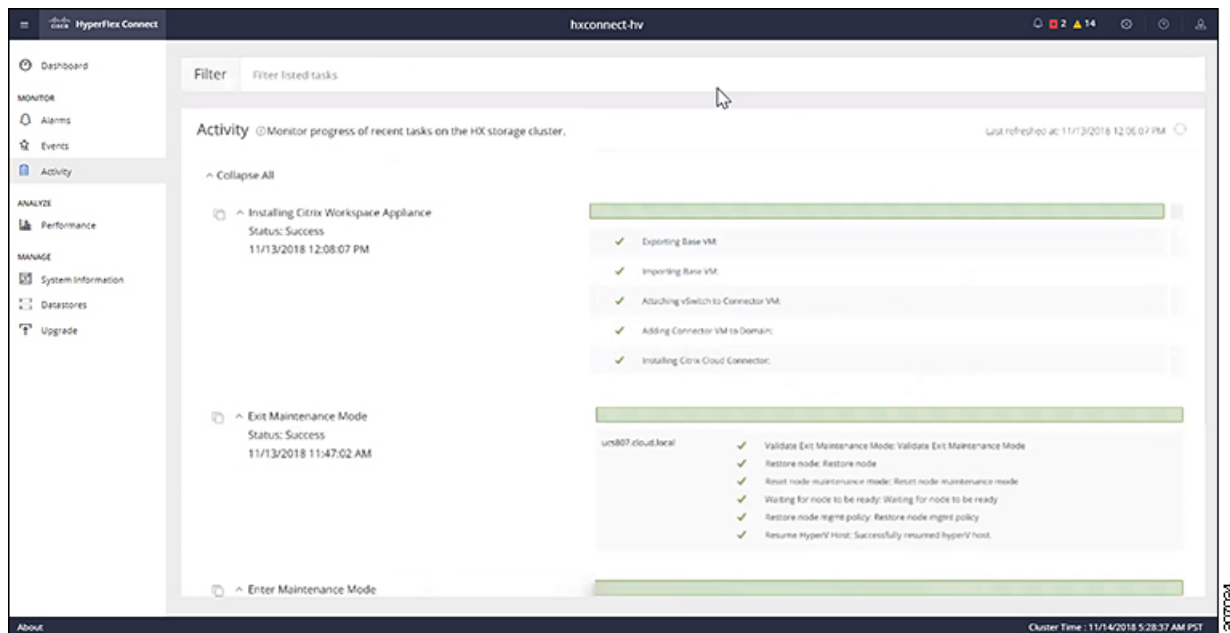 CISCO HyperFlex Connect
hxconnect-hv
2 14
Dashboard
MONITOR
Alarms
Events
Activity
ANALYZE
Performance
MANAGE
System Information
Datastores
Upgrade
Filter Filter listed tasks
Activity Monitor progress of recent tasks on the HX storage cluster.
Last refreshed at: 11/13/2018 12:06:07 PM
Collapse All
Installing Citrix Workspace Appliance
Status: Success
11/13/2018 12:08:07 PM
Exporting Base VM:
Importing Base VM:
Attaching vSwitch to Connector VM:
Adding Connector VM to Domain:
Installing Citrix Cloud Connector:
Exit Maintenance Mode
Status: Success
11/13/2018 11:47:02 AM
ucs807.cloud.local
Validate Exit Maintenance Mode: Validate Exit Maintenance Mode
Restore node: Restore node
Reset node maintenance mode: Reset node maintenance mode
Waiting for node to be ready: Waiting for node to be ready
Restore node mgmt policy: Restore node mgmt policy
Resume HyperV Host: Successfully resumed hyperV host.
Enter Maintenance Mode
About
Cluster Time : 11/14/2018 5:28:37 AM PST